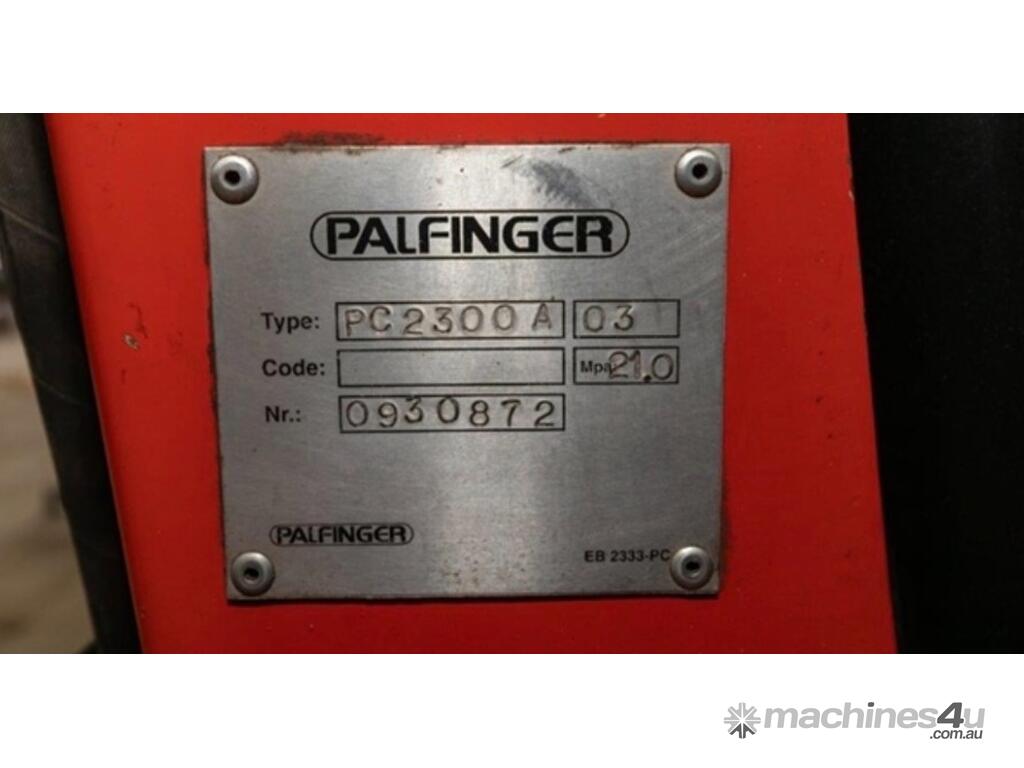 PALFINGER
Type: PC2300A 03
Code: Mpa 21.0
Nr.: 0930872
PALFINGER
EB 2333-PC
machines4u
.com.au